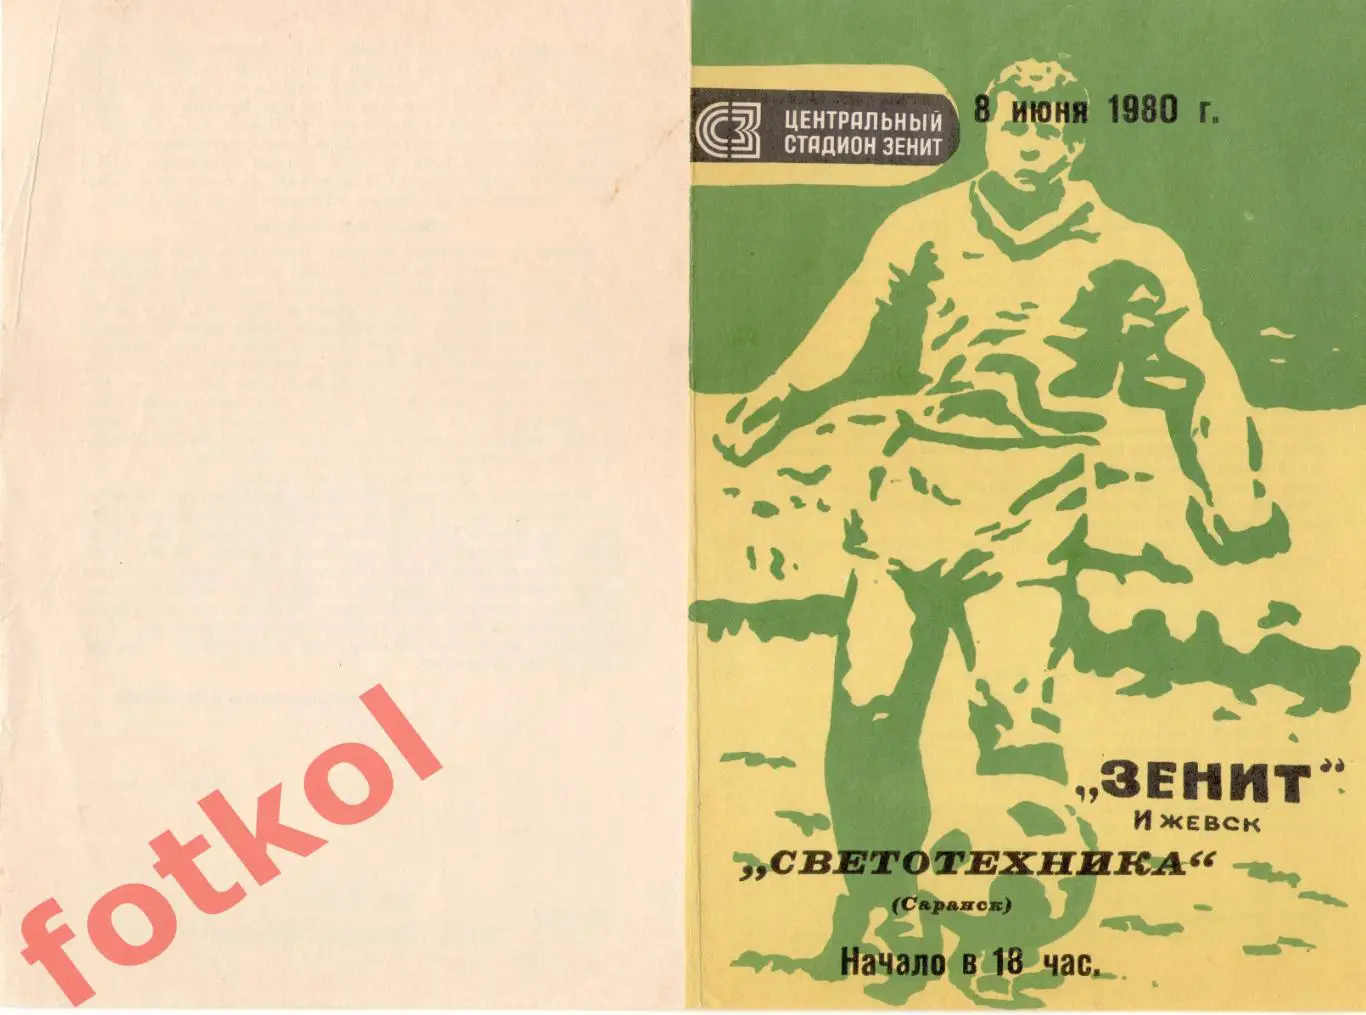 ЦЕНТРАЛЬНЫЙ
СТАДИОН ЗЕНИТ
8 июня 1980 г.
„ЗЕНИТ“
ИЖЕВСК
„СВЕТОТЕХНИКА“
(Саранск)
Начало в 18 час.
fotkol